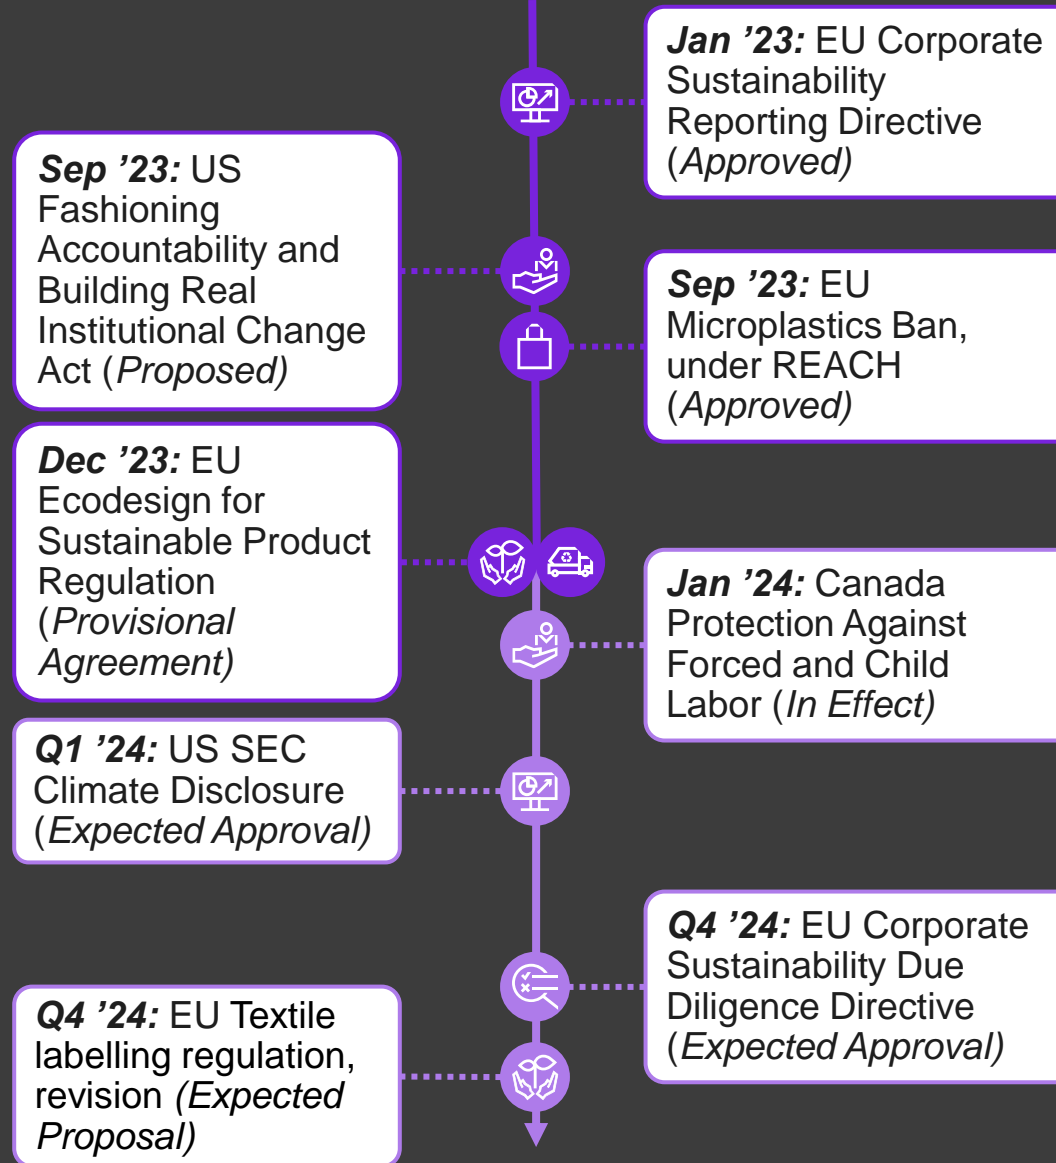 Jan ’23: EU Corporate
Sustainability
Reporting Directive
(Approved)
Sep ’23: US
Fashioning
Accountability and
Building Real
Institutional Change
Act (Proposed)
Sep ’23: EU
Microplastics Ban,
under REACH
(Approved)
Dec ’23: EU
Ecodesign for
Sustainable Product
Regulation
(Provisional
Agreement)
Jan ’24: Canada
Protection Against
Forced and Child
Labor (In Effect)
Q1 ’24: US SEC
Climate Disclosure
(Expected Approval)
Q4 ’24: EU Corporate
Sustainability Due
Diligence Directive
(Expected Approval)
Q4 ’24: EU Textile
labelling regulation,
revision (Expected
Proposal)